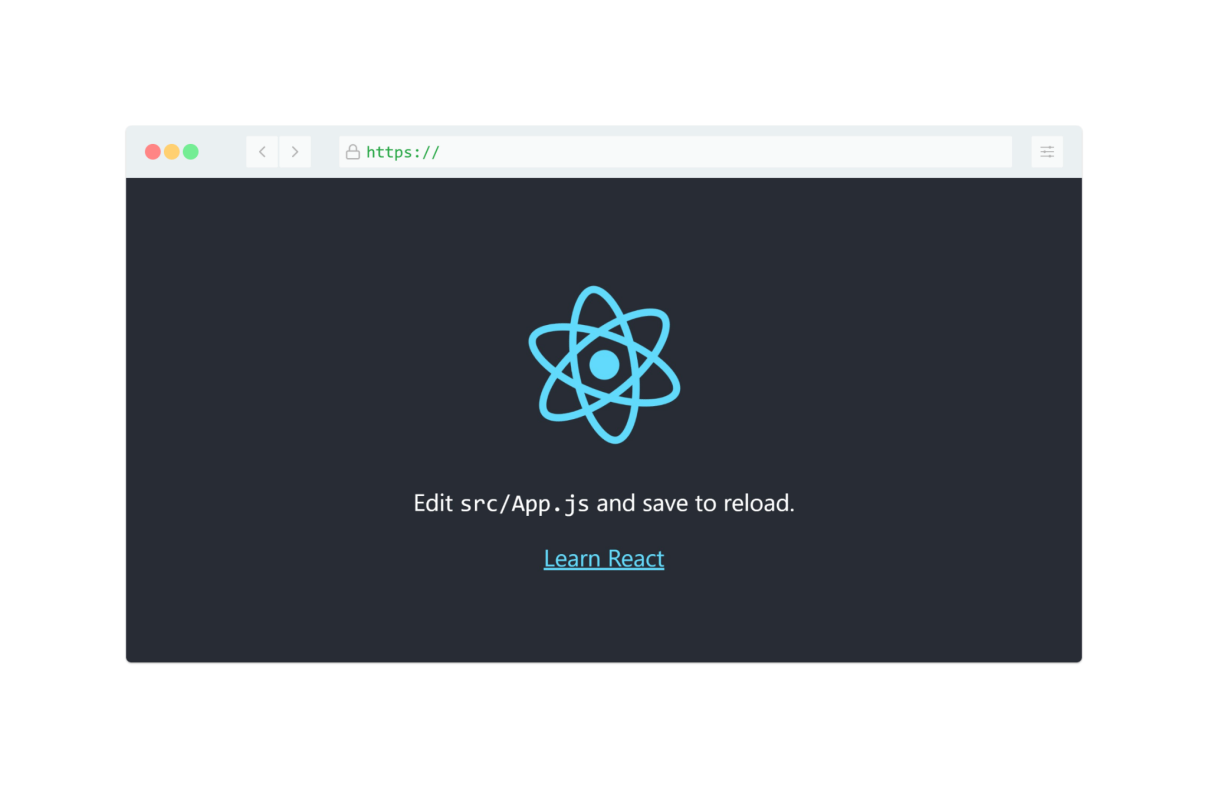 https://
Edit src/App.js and save to reload.
Learn React